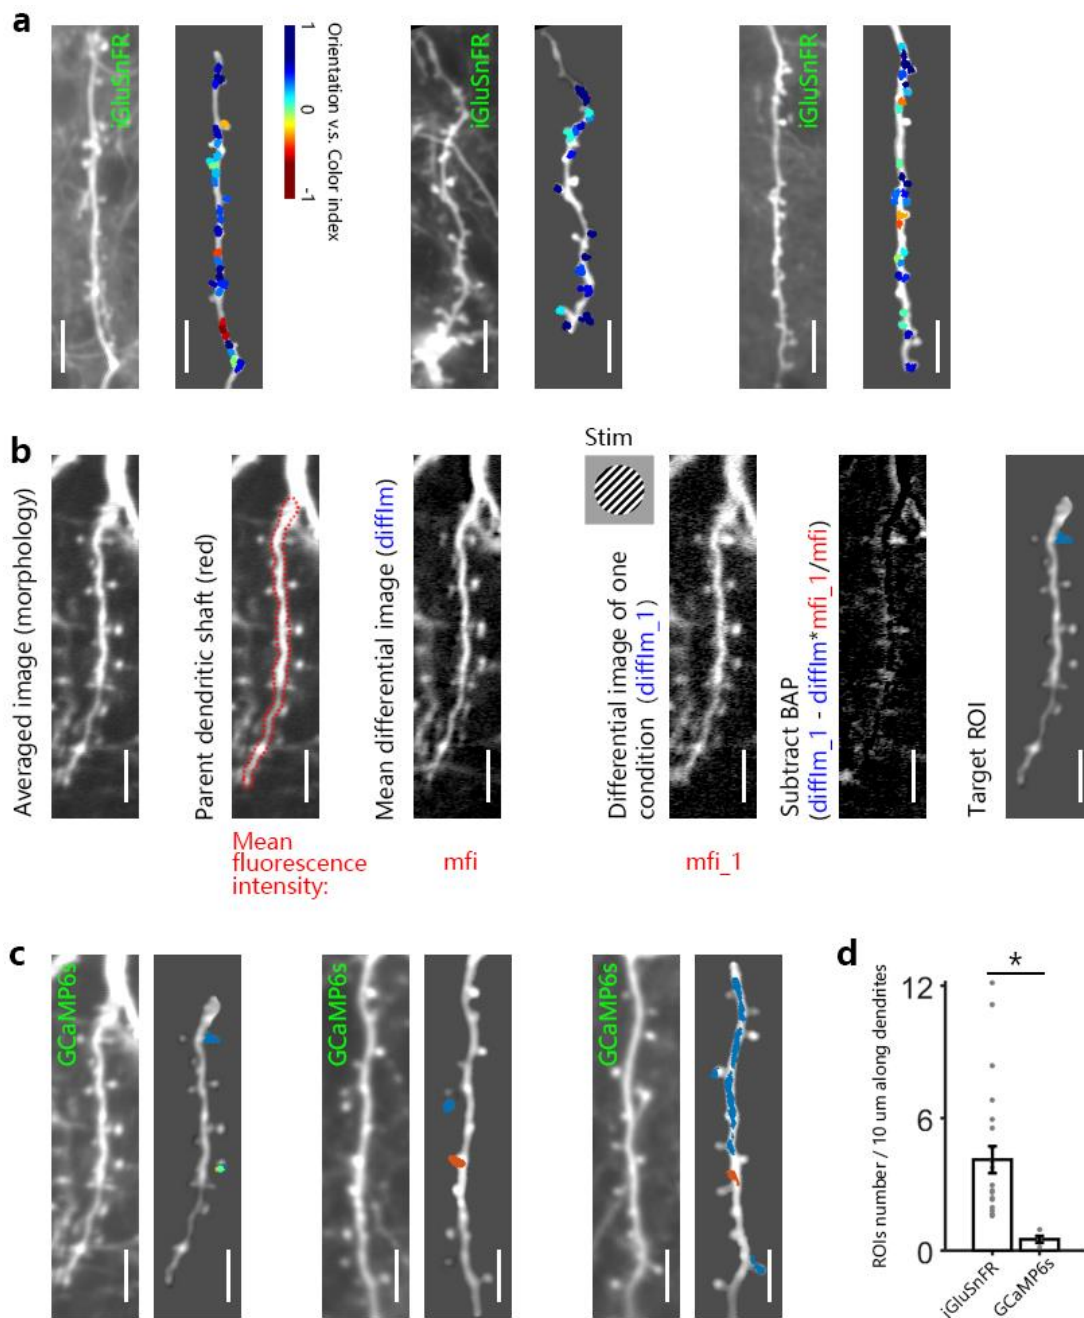 a
iGluSnFR
1
0
-1
Orientation v.s. Color index
iGluSnFR
iGluSnFR
b
Averaged image (morphology)
Parent dendritic shaft (red)
Mean differential image (diffIm)
Stim
Differential image of one
condition (diffIm_1)
Subtract BAP
(diffIm_1 - diffIm*mfi_1/mfi)
Target ROI
Mean
fluorescence
intensity:
mfi
mfi_1
c
GCaMP6s
GCaMP6s
GCaMP6s
d
*
ROIs number / 10 um along dendrites
12
6
0
iGluSnFR
GCaMP6s